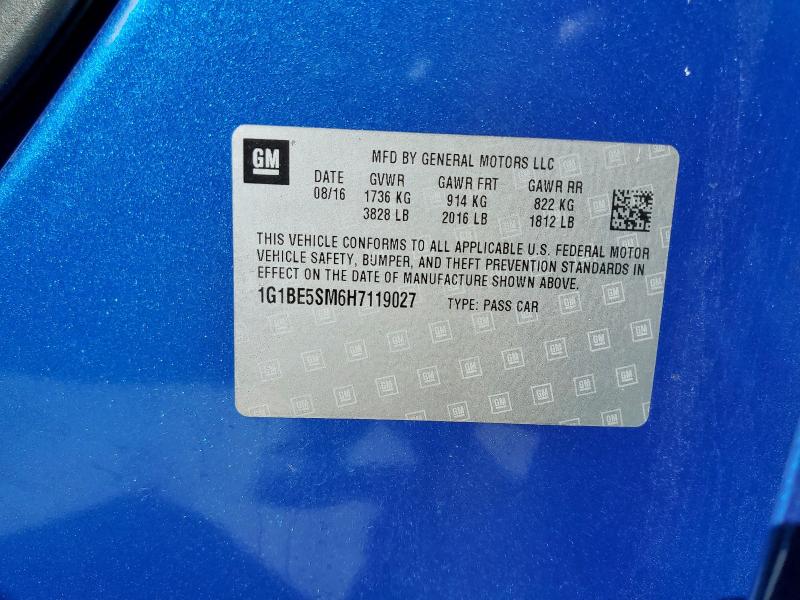 GM
MFD BY GENERAL MOTORS LLC
DATE GVWR GAWR FRT GAWR RR
08/16 1736 KG 914 KG 822 KG
3828 LB 2016 LB 1812 LB
THIS VEHICLE CONFORMS TO ALL APPLICABLE U.S. FEDERAL MOTOR
VEHICLE SAFETY, BUMPER, AND THEFT PREVENTION STANDARDS IN
EFFECT ON THE DATE OF MANUFACTURE SHOWN ABOVE.
1G1BE5SM6H7119027 TYPE: PASS CAR